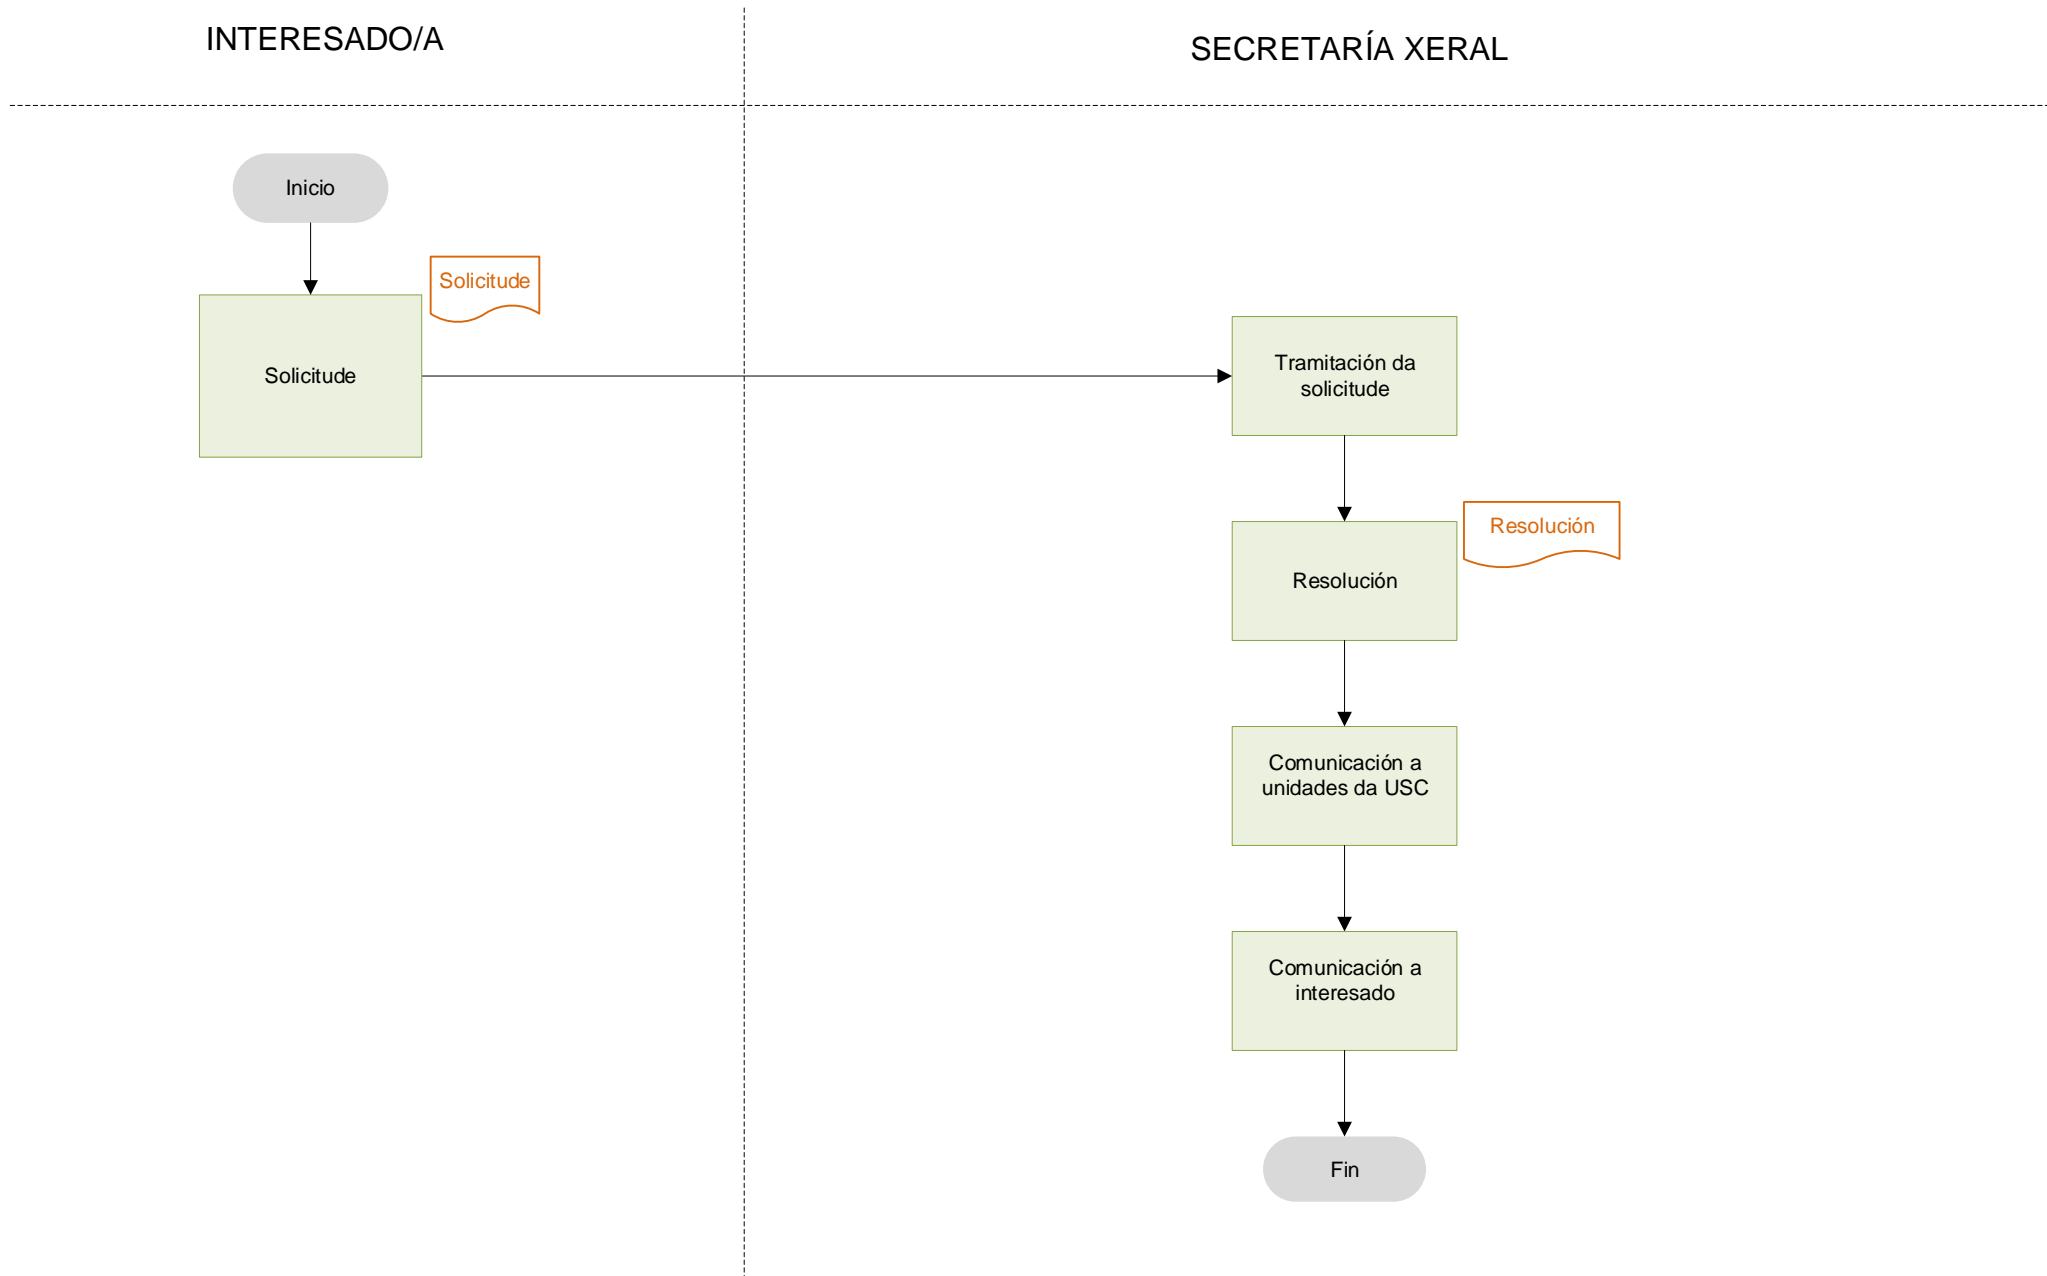 INTERESADO/A
SECRETARÍA XERAL
Inicio
Solicitude
Solicitude
Tramitación da
solicitude
Resolución
Resolución
Comunicación a
unidades da USC
Comunicación a
interesado
Fin